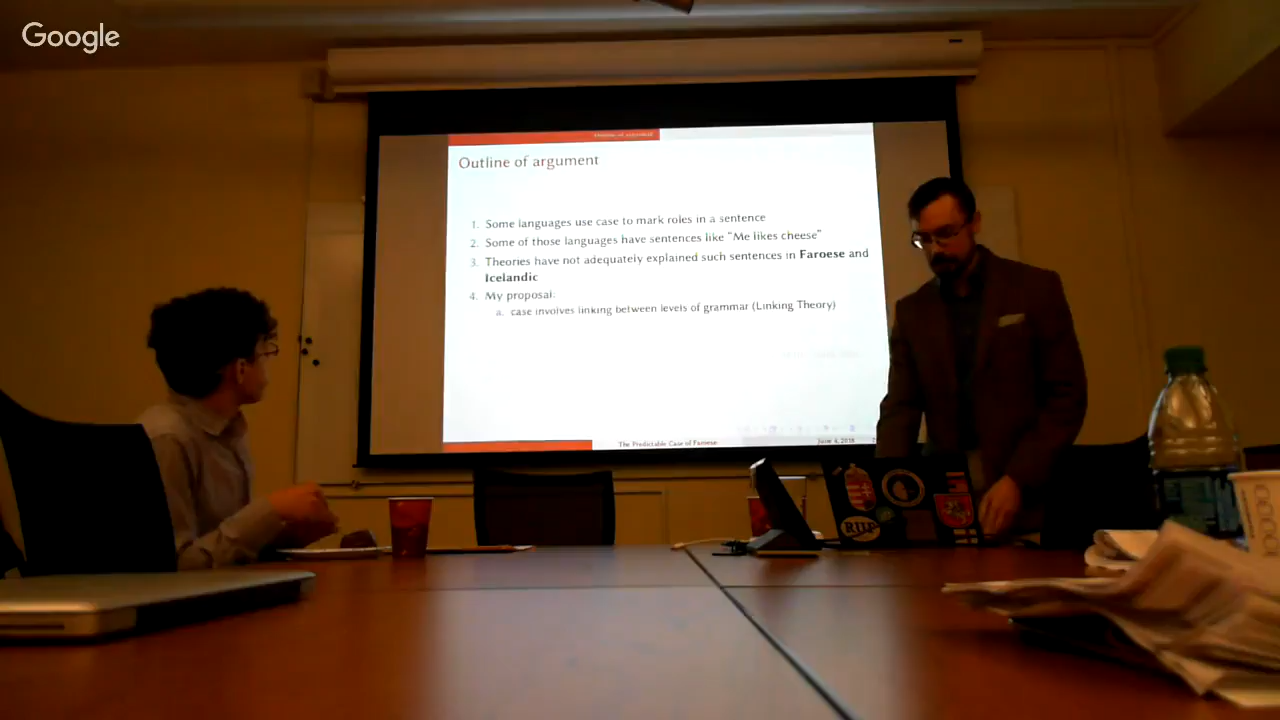 Google
Outline of argument
1. Some languages use case to mark roles in a sentence
2. Some of those languages have sentences like "Me likes cheese"
3. Theories have not adequately explained such sentences in Faroese and
Icelandic
4. My proposal:
a. case involves linking between levels of grammar (Linking Theory)
The Predictable Case of Faroese
June 4, 2016